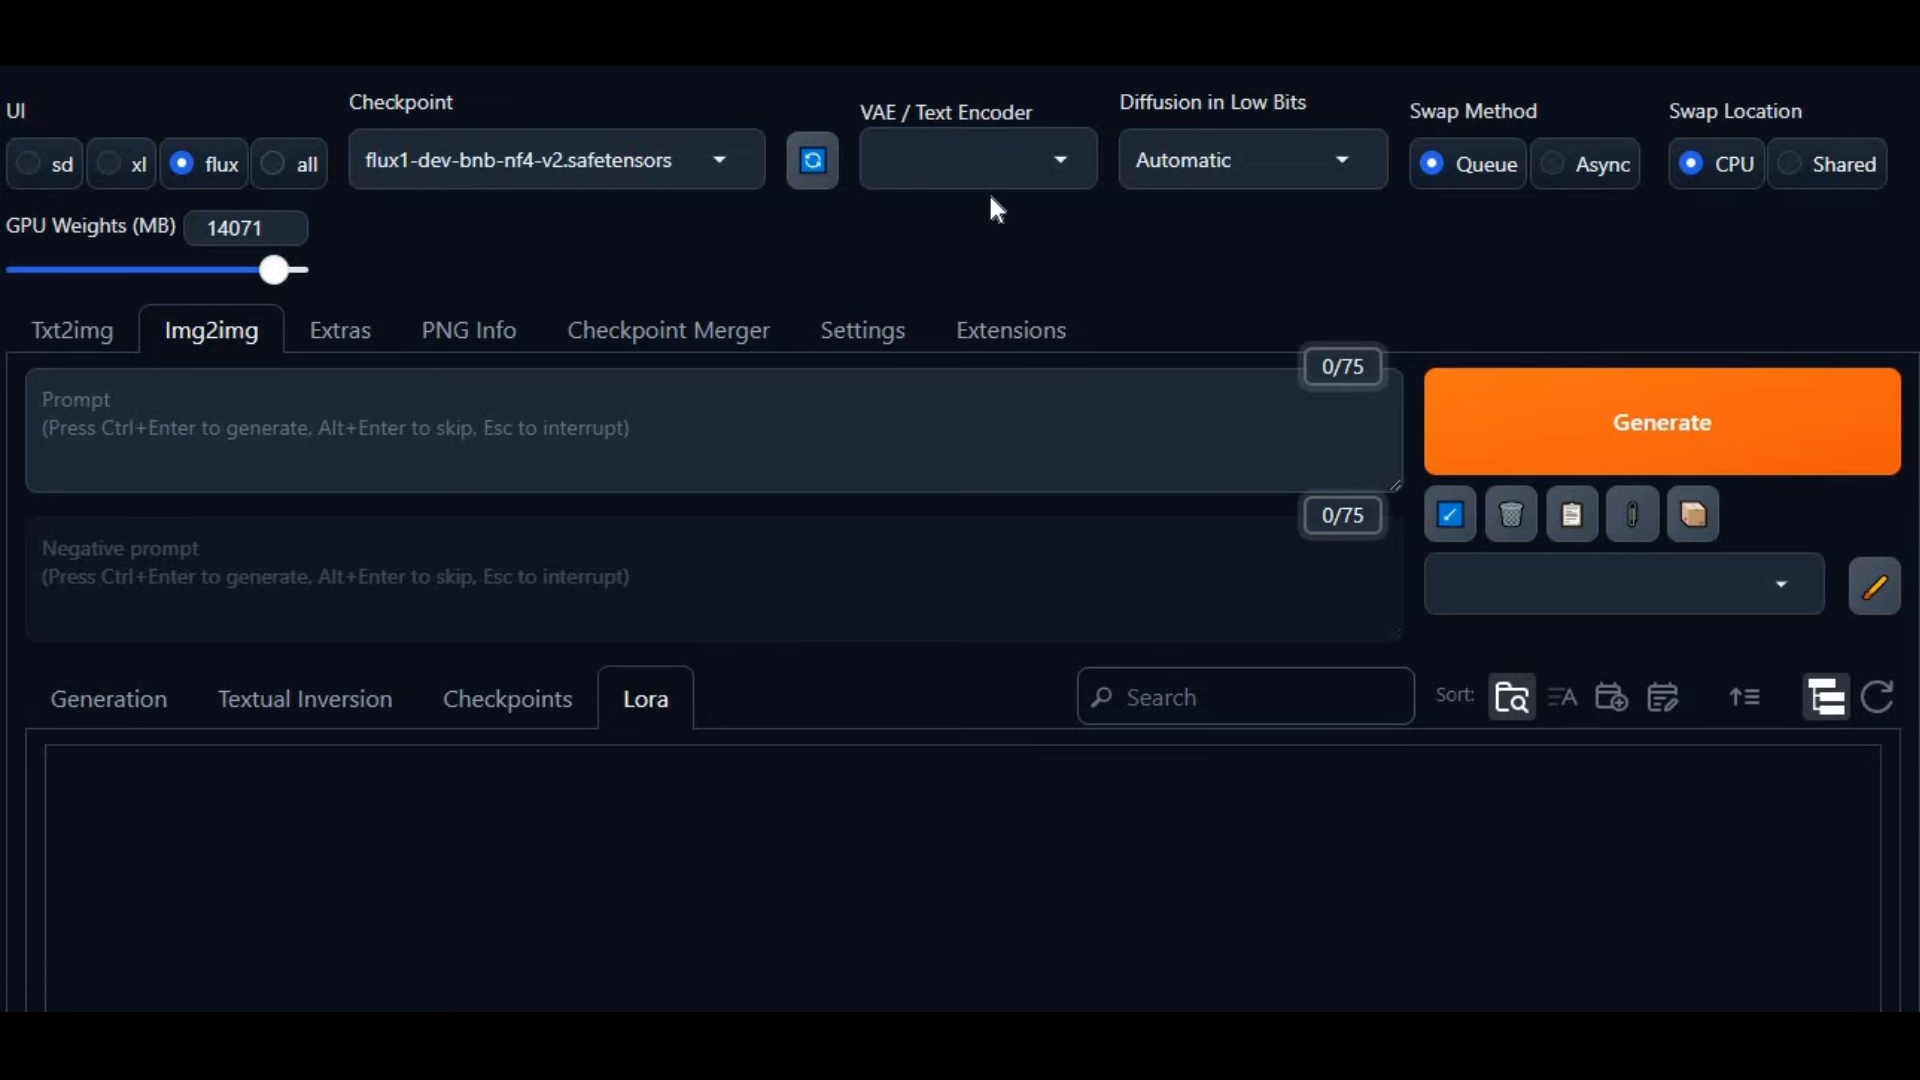 UI
sd xl flux all
Checkpoint
flux1-dev-bnb-nf4-v2.safetensors
VAE / Text Encoder
Diffusion in Low Bits
Automatic
Swap Method
Queue Async
Swap Location
CPU Shared
GPU Weights (MB) 14071
Txt2img Img2img Extras PNG Info Checkpoint Merger Settings Extensions
0/75
Prompt
(Press Ctrl+Enter to generate, Alt+Enter to skip, Esc to interrupt)
Generate
0/75
Negative prompt
(Press Ctrl+Enter to generate, Alt+Enter to skip, Esc to interrupt)
Generation Textual Inversion Checkpoints Lora Search Sort: